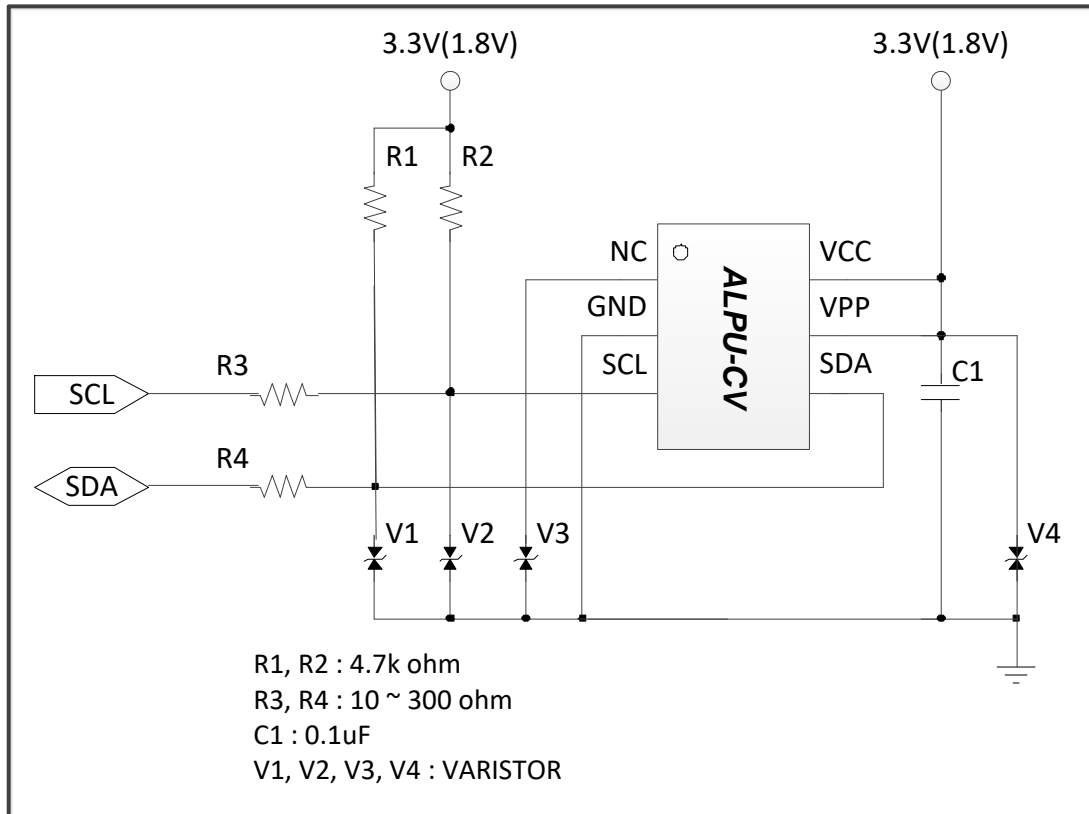 3.3V(1.8V) 3.3V(1.8V)
R1 R2
NC VCC
GND VPP
SCL SDA
ALPU-CV
C1
R3
SCL
R4
SDA
V1 V2 V3 V4
R1, R2 : 4.7k ohm
R3, R4 : 10 ~ 300 ohm
C1 : 0.1uF
V1, V2, V3, V4 : VARISTOR